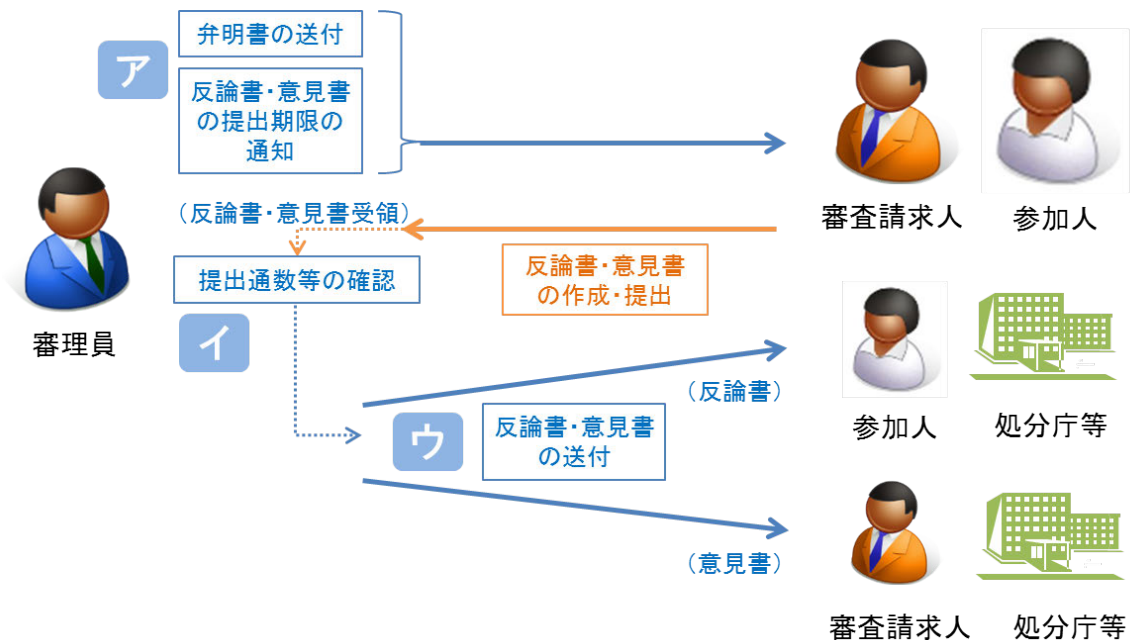 ア
弁明書の送付
反論書・意見書
の提出期限の
通知
審査請求人
参加人
(反論書・意見書受領)
反論書・意見書
の作成・提出
提出通数等の確認
審理員
イ
(反論書)
参加人
処分庁等
ウ
反論書・意見書
の送付
(意見書)
審査請求人
処分庁等